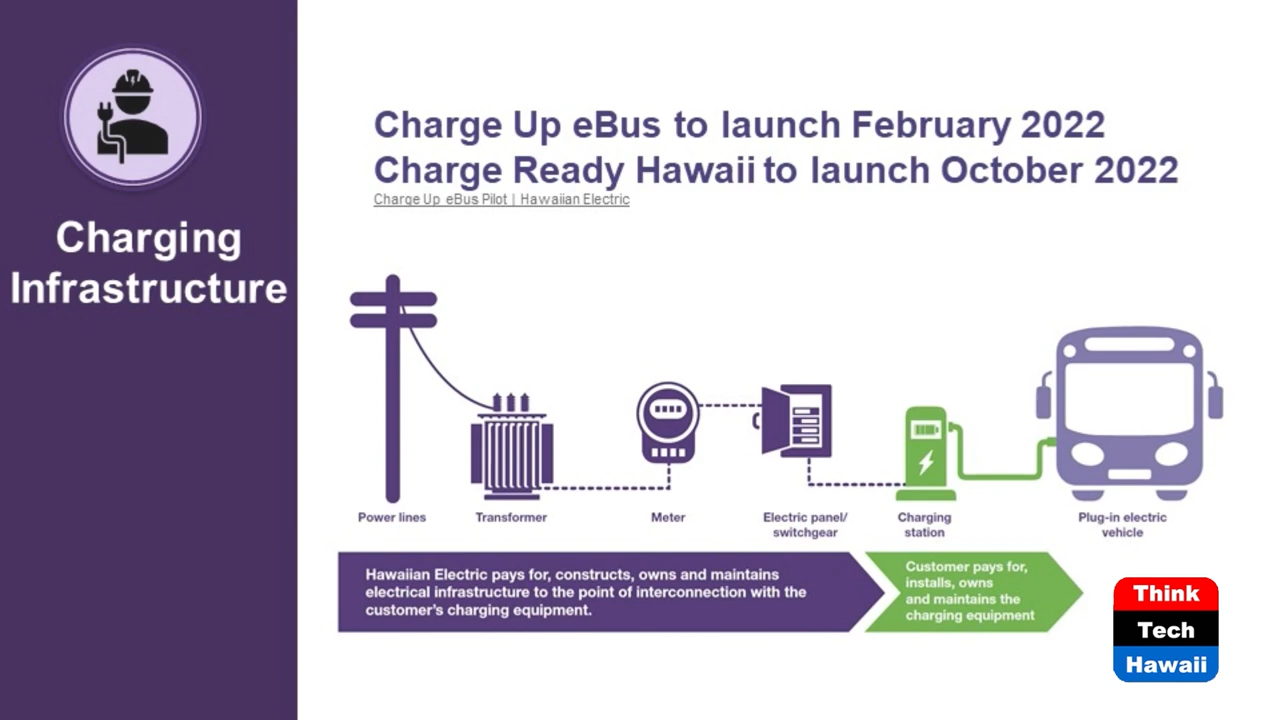 Charging
Infrastructure
Charge Up eBus to launch February 2022
Charge Ready Hawaii to launch October 2022
Charge Up eBus Pilot | Hawaiian Electric
Power lines
Transformer
Meter
Electric panel/
switchgear
Charging
station
Plug-in electric
vehicle
Hawaiian Electric pays for, constructs, owns and maintains
electrical infrastructure to the point of interconnection with the
customer's charging equipment.
Customer pays for,
installs, owns
and maintains the
charging equipment
Think
Tech
Hawaii